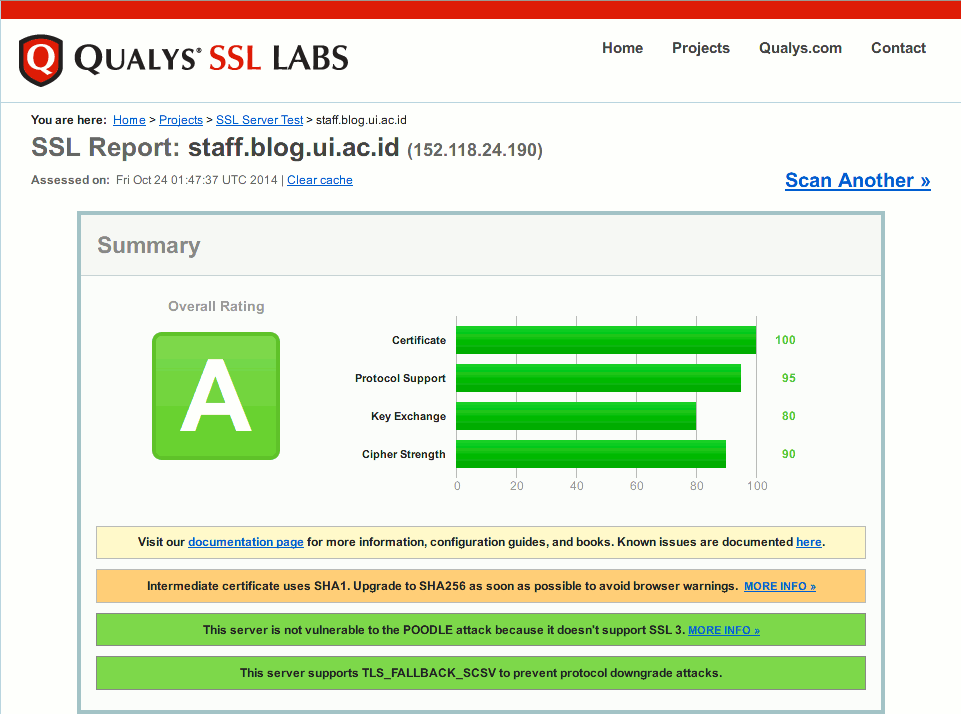 QUALYS® SSL LABS
Home Projects Qualys.com Contact
You are here: Home > Projects > SSL Server Test > staff.blog.ui.ac.id
SSL Report: staff.blog.ui.ac.id (152.118.24.190)
Assessed on: Fri Oct 24 01:47:37 UTC 2014 | Clear cache
Scan Another »
Summary
Overall Rating
A
Certificate 100
Protocol Support 95
Key Exchange 80
Cipher Strength 90
0 20 40 60 80 100
Visit our documentation page for more information, configuration guides, and books. Known issues are documented here.
Intermediate certificate uses SHA1. Upgrade to SHA256 as soon as possible to avoid browser warnings. MORE INFO »
This server is not vulnerable to the POODLE attack because it doesn't support SSL 3. MORE INFO »
This server supports TLS_FALLBACK_SCSV to prevent protocol downgrade attacks.